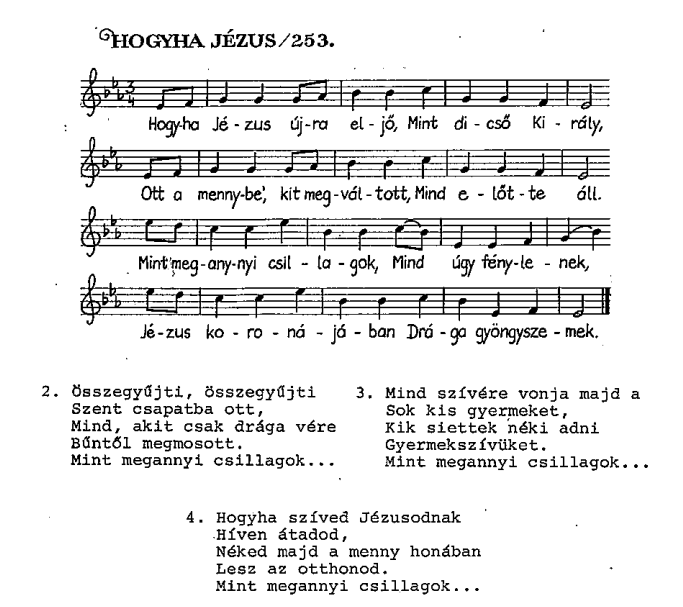 HOGYHA JÉZUS/253.
Hogy-ha Jé - zus új-ra el - jő, Mint di - cső Ki - rály,
Ott a menny-be', kit meg-vál-tott, Mind e - lőt - te áll.
Mint meg-any-nyi csil - la - gok, Mind úgy fény-le - nek,
Jé-zus ko - ro - ná - já - ban Drá - ga gyöngysze - mek.
2. Összegyűjti, összegyűjti
Szent csapatba ott,
Mind, akit csak drága vére
Bűntől megmosott.
Mint megannyi csillagok...
3. Mind szívére vonja majd a
Sok kis gyermeket,
Kik siettek néki adni
Gyermekszívüket.
Mint megannyi csillagok...
4. Hogyha szíved Jézusodnak
Híven átadod,
Néked majd a menny honában
Lesz az otthonod.
Mint megannyi csillagok...